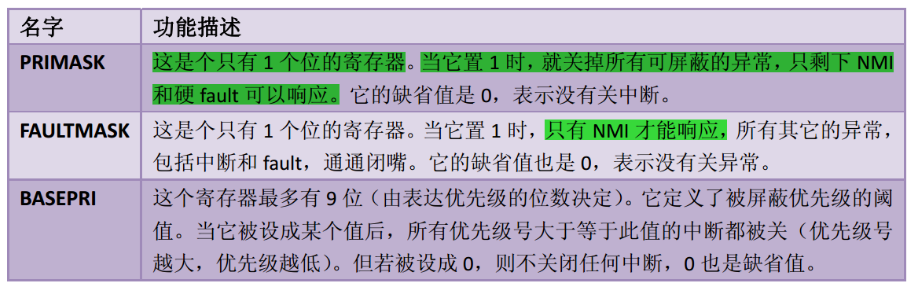 名字 功能描述
PRIMASK 这是个只有 1 个位的寄存器。当它置 1 时，就关掉所有可屏蔽的异常，只剩下 NMI
和硬 fault 可以响应。它的缺省值是 0，表示没有关中断。
FAULTMASK 这是个只有 1 个位的寄存器。当它置 1 时，只有 NMI 才能响应，所有其它的异常，
包括中断和 fault，通通闭嘴。它的缺省值也是 0，表示没有关异常。
BASEPRI 这个寄存器最多有 9 位（由表达优先级的位数决定）。它定义了被屏蔽优先级的阈
值。当它被设成某个值后，所有优先级号大于等于此值的中断都被关（优先级号
越大，优先级越低）。但若被设成 0，则不关闭任何中断，0 也是缺省值。